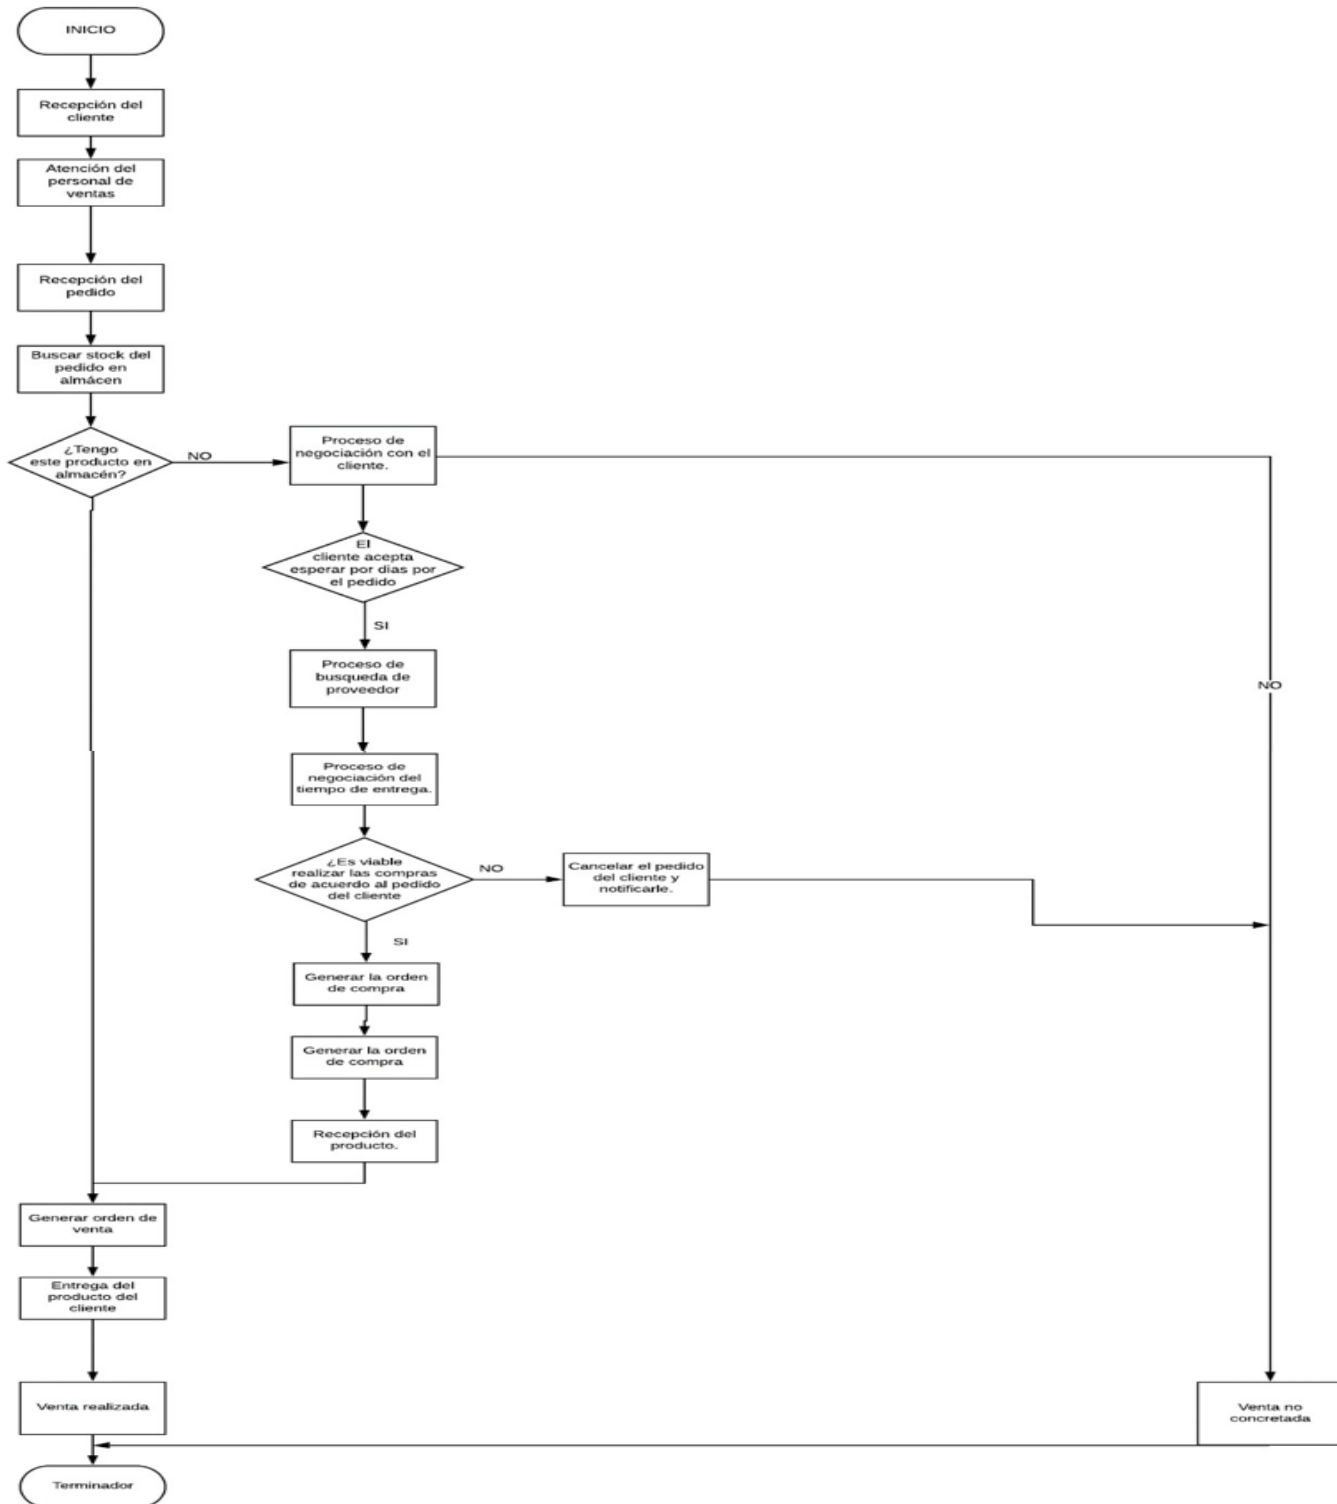 INICIO
Recepción del
cliente
Atención del
personal de
ventas
Recepción del
pedido
Buscar stock del
pedido en
almácen
¿Tengo
este producto en
almacén?
NO
Proceso de
negociación con el
cliente.
El
cliente acepta
esperar por dias por
el pedido
SI
Proceso de
busqueda de
proveedor
NO
Proceso de
negociación del
tiempo de entrega.
¿Es viable
realizar las compras
de acuerdo al pedido
del cliente
NO
Cancelar el pedido
del cliente y
notificarle.
SI
Generar la orden
de compra
Generar la orden
de compra
Recepción del
producto.
Generar orden de
venta
Entrega del
producto del
cliente
Venta realizada
Venta no
concretada
Terminador